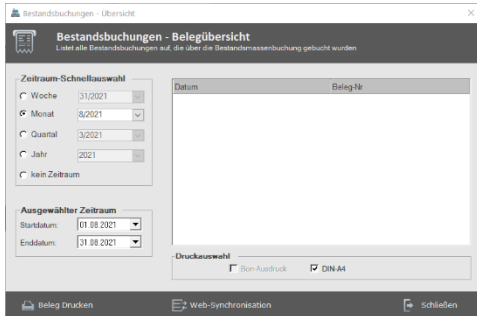 Bestandsbuchungen - Übersicht
Bestandsbuchungen - Belegübersicht
Listet alle Bestandsbuchungen auf, die über die Bestandsmassenbuchung gebucht wurden
Zeitraum-Schnellauswahl
Woche 31/2021
Monat 8/2021
Quartal 3/2021
Jahr 2021
kein Zeitraum
Ausgewählter Zeitraum
Startdatum: 01.08.2021
Enddatum: 31.08.2021
Datum Beleg-Nr
Druckauswahl
Bon-Ausdruck DIN-A4
Beleg Drucken Web-Synchronisation Schließen